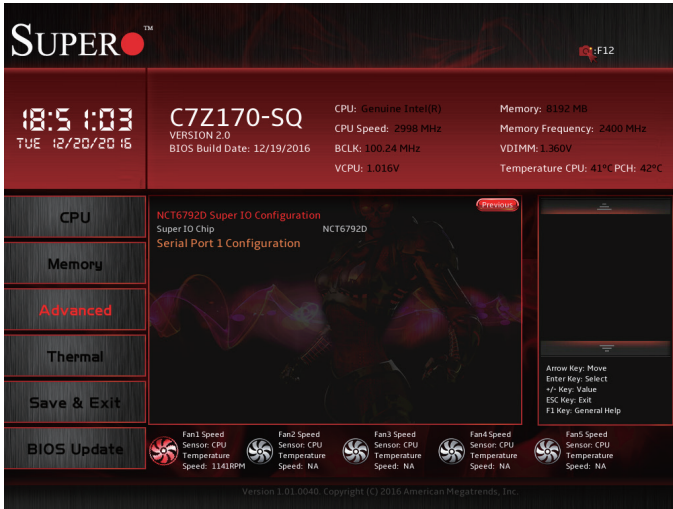 SUPER TM
:F12
18:51:03
TUE 12/20/2016
C7Z170-SQ
VERSION 2.0
BIOS Build Date: 12/19/2016
CPU: Genuine Intel(R)
CPU Speed: 2998 MHz
BCLK: 100.24 MHz
VCPU: 1.016V
Memory: 8192 MB
Memory Frequency: 2400 MHz
VDIMM: 1.360V
Temperature CPU: 41°C PCH: 42°C
CPU
Memory
Advanced
Thermal
Save & Exit
BIOS Update
Previous
NCT6792D Super IO Configuration
Super IO Chip NCT6792D
Serial Port 1 Configuration
Arrow Key: Move
Enter Key: Select
+/- Key: Value
ESC Key: Exit
F1 Key: General Help
Fan1 Speed
Sensor: CPU
Temperature
Speed: 1141RPM
Fan2 Speed
Sensor: CPU
Temperature
Speed: NA
Fan3 Speed
Sensor: CPU
Temperature
Speed: NA
Fan4 Speed
Sensor: CPU
Temperature
Speed: NA
Fan5 Speed
Sensor: CPU
Temperature
Speed: NA
Version 1.01.0040. Copyright (C) 2016 American Megatrends, Inc.